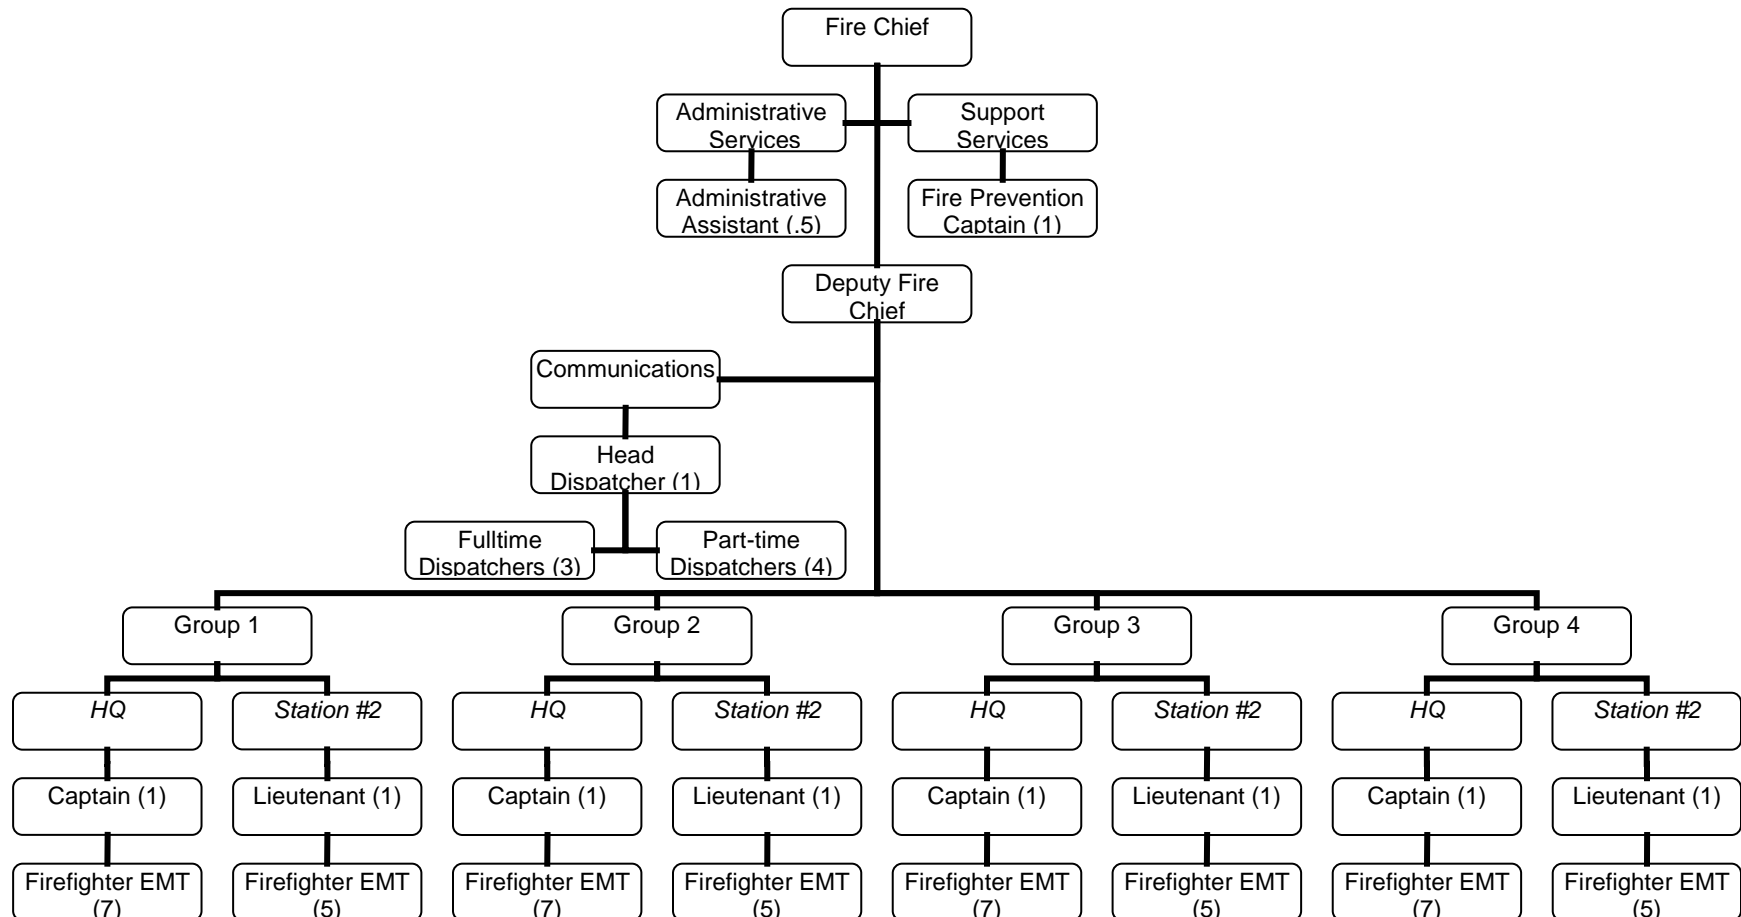 Fire Chief
Administrative
Services
Support
Services
Administrative
Assistant (.5)
Fire Prevention
Captain (1)
Deputy Fire
Chief
Communications
Head
Dispatcher (1)
Fulltime
Dispatchers (3)
Part-time
Dispatchers (4)
Group 1
Group 2
Group 3
Group 4
HQ
Station #2
HQ
Station #2
HQ
Station #2
HQ
Station #2
Captain (1)
Lieutenant (1)
Captain (1)
Lieutenant (1)
Captain (1)
Lieutenant (1)
Captain (1)
Lieutenant (1)
Firefighter EMT
(7)
Firefighter EMT
(5)
Firefighter EMT
(7)
Firefighter EMT
(5)
Firefighter EMT
(7)
Firefighter EMT
(5)
Firefighter EMT
(7)
Firefighter EMT
(5)